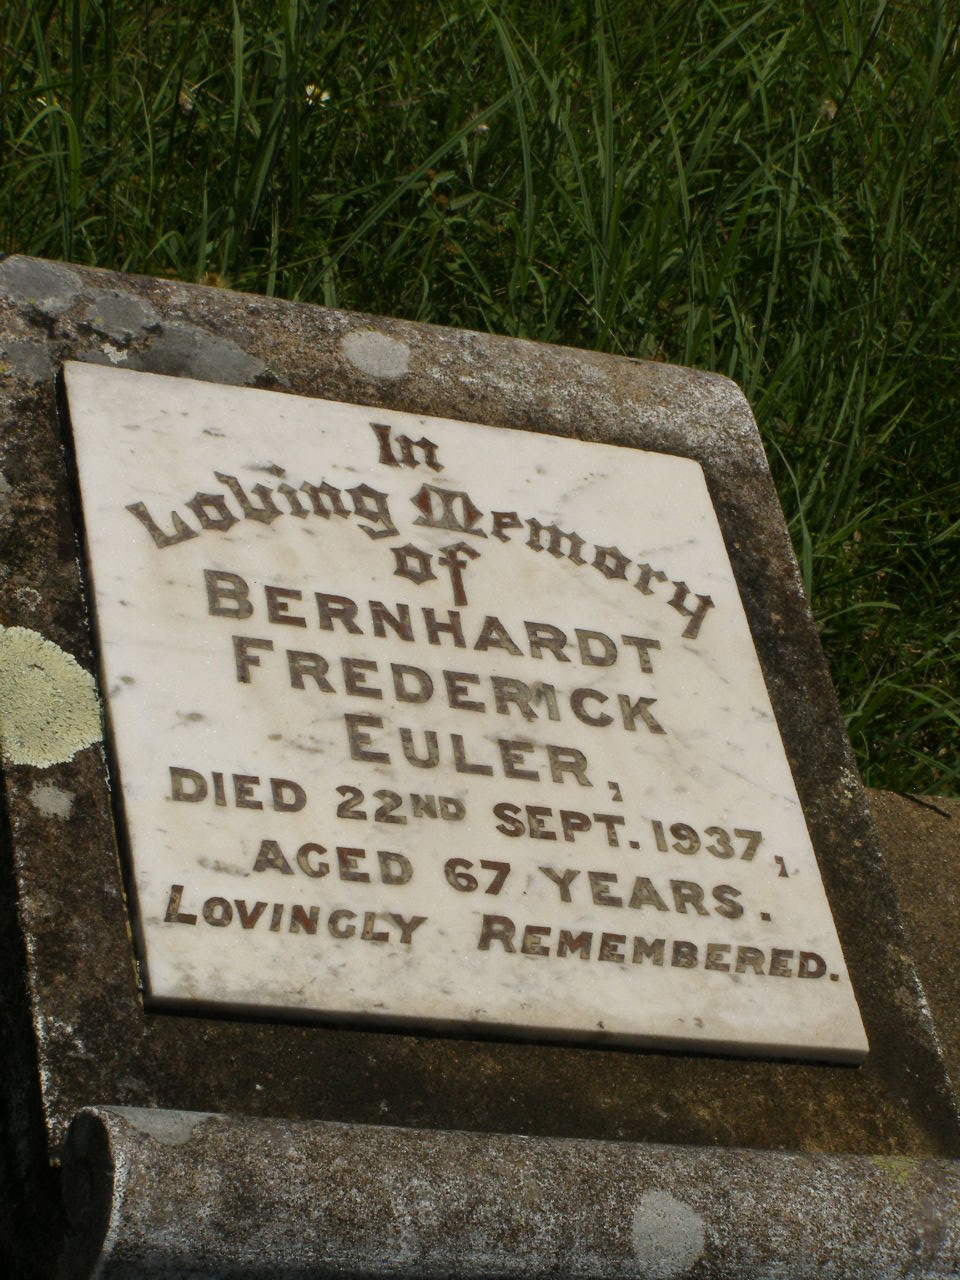 In
Loving Memory
of
BERNHARDT
FREDERICK
EULER,
DIED 22ND SEPT. 1937,
AGED 67 YEARS.
LOVINGLY REMEMBERED.